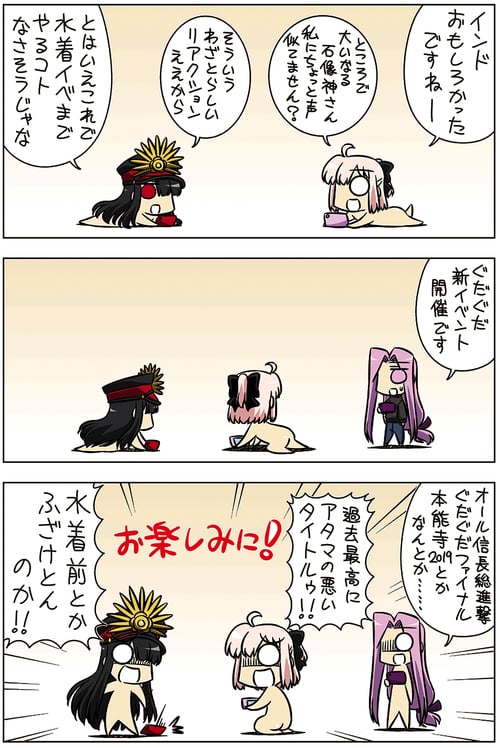 インド
おもしろかった
ですねー
ところで
大いなる
石像神さん
私にちょっと声
似てません？
そういう
わざとらしい
リアクション
ええから
とはいえこれで
水着イベまで
やるコト
なさそうじゃな
ぐだぐだ
新イベント
開催です
オール信長総進撃
ぐだぐだファイナル
本能寺2019とか
なんとか……
過去最高に
アタマの悪い
タイトルゥ!!
お楽しみに!
水着前とか
ふざけとん
のか!!